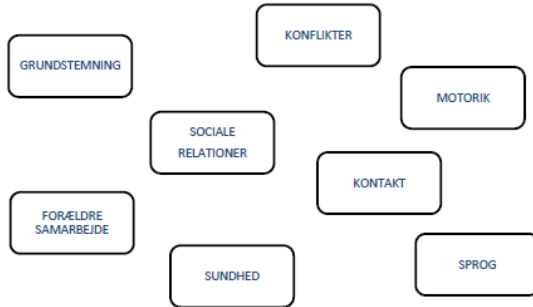 KONFLIKTER
GRUNDSTEMNING
MOTORIK
SOCIALE
RELATIONER
KONTAKT
FORÆLDRE
SAMARBEJDE
SUNDHED
SPROG